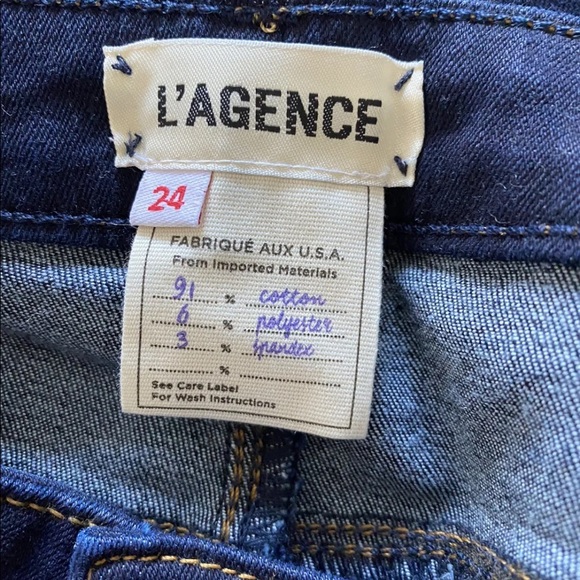 L'AGENCE
24
FABRIQUÉ AUX U.S.A.
From Imported Materials
91 % cotton
6 % polyester
3 % spandex
%
See Care Label
For Wash Instructions